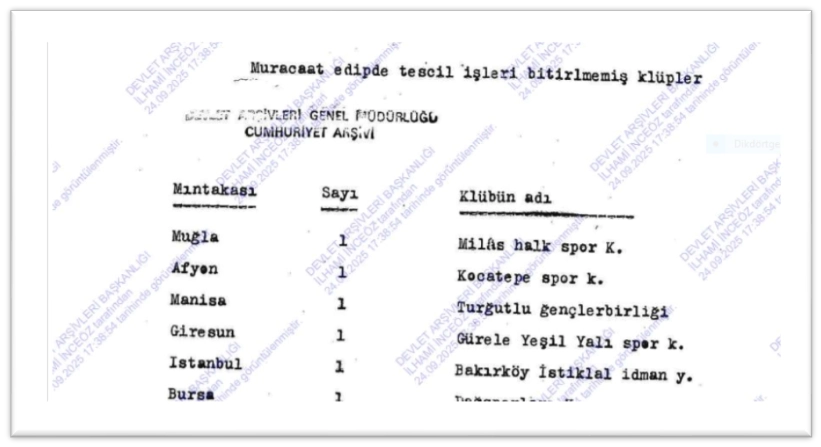 Muracaat edipde tescil işleri bitirlmemiş klüpler
DEVLET ARŞİVLERİ GENEL MÜDÜRLÜĞÜ
CUMHURİYET ARŞİVİ
Mıntakası Sayı Klübün adı
Muğla 1 Milâs halk spor K.
Afyon 1 Kocatepe spor k.
Manisa 1 Turğutlu gençlerbirliği
Giresun 1 Gürele Yeşil Yalı spor k.
Istanbul 1 Bakırköy İstiklal idman y.
Bursa 1
DEVLET ARŞİVLERİ BAŞKANLIĞI
İLHAMİ İNCEÖZ tarafından
24.09.2025 17:38:54 tarihinde görüntülenmiştir.